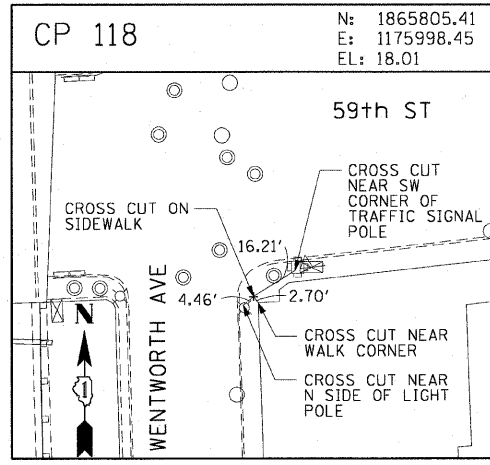 CP 118
N: 1865805.41
E: 1175998.45
EL: 18.01
59th ST
CROSS CUT
NEAR SW
CORNER OF
TRAFFIC SIGNAL
POLE
CROSS CUT ON
SIDEWALK
16.21'
4.46'
2.70'
WENTWORTH AVE
N
CROSS CUT NEAR
WALK CORNER
CROSS CUT NEAR
N SIDE OF LIGHT
POLE